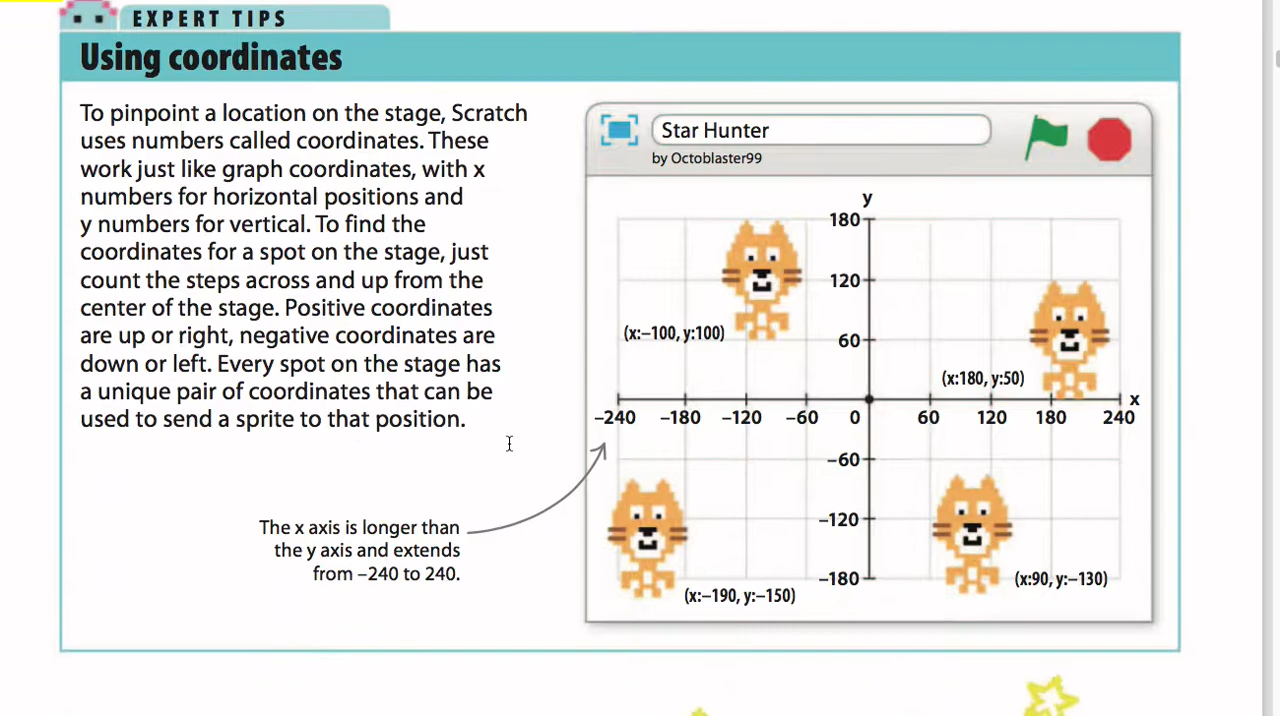 EXPERT TIPS
Using coordinates
To pinpoint a location on the stage, Scratch
uses numbers called coordinates. These
work just like graph coordinates, with x
numbers for horizontal positions and
y numbers for vertical. To find the
coordinates for a spot on the stage, just
count the steps across and up from the
center of the stage. Positive coordinates
are up or right, negative coordinates are
down or left. Every spot on the stage has
a unique pair of coordinates that can be
used to send a sprite to that position.
The x axis is longer than
the y axis and extends
from –240 to 240.
Star Hunter
by Octoblaster99
y
180
120
(x:–100, y:100)
60
(x:180, y:50)
x
–240 –180 –120 –60 0 60 120 180 240
–60
–120
–180
(x:90, y:–130)
(x:–190, y:–150)